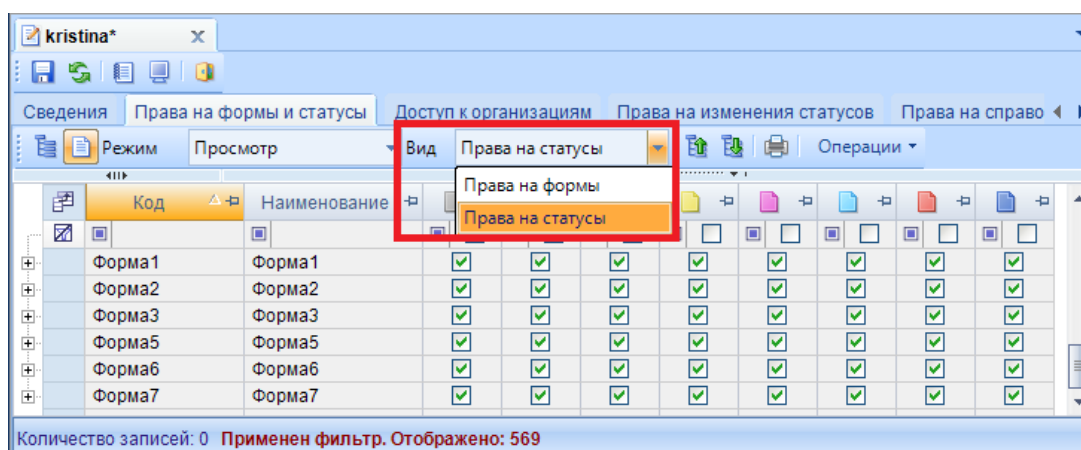 kristina*
Сведения Права на формы и статусы Доступ к организациям Права на изменения статусов Права на справо
Режим Просмотр Вид Права на статусы Операции
Права на формы
Код Наименование
Права на статусы
Форма1 Форма1
Форма2 Форма2
Форма3 Форма3
Форма5 Форма5
Форма6 Форма6
Форма7 Форма7
Количество записей: 0 Применен фильтр. Отображено: 569